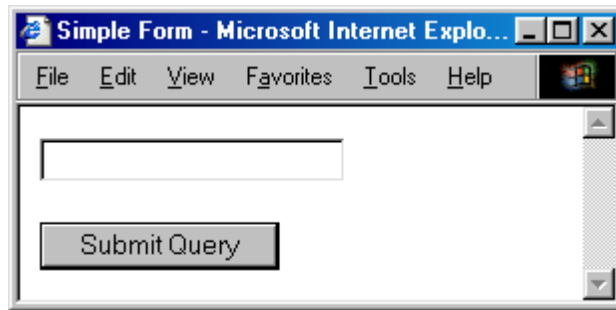 Simple Form - Microsoft Internet Explo...
File Edit View Favorites Tools Help
Submit Query